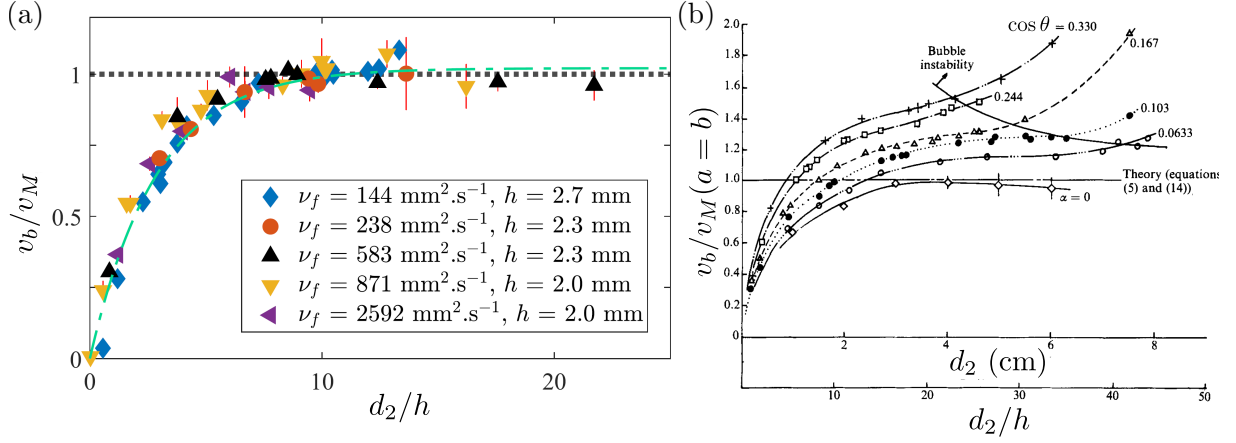 (a)
v_b/v_M
1
0.5
0
ν_f = 144 mm².s⁻¹, h = 2.7 mm
ν_f = 238 mm².s⁻¹, h = 2.3 mm
ν_f = 583 mm².s⁻¹, h = 2.3 mm
ν_f = 871 mm².s⁻¹, h = 2.0 mm
ν_f = 2592 mm².s⁻¹, h = 2.0 mm
0
10
20
d_2/h
(b)
v_b/v_M(a = b)
2.0
1.8
1.6
1.4
1.2
1.0
0.8
0.6
0.4
0.2
0
COS θ = 0.330
0.167
Bubble
instability
0.244
0.103
0.0633
Theory (equations
(5) and (14))
α = 0
2
4
6
8
d_2 (cm)
0
10
20
30
40
50
d_2/h